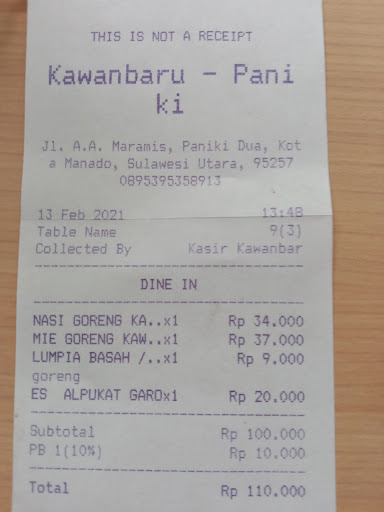 THIS IS NOT A RECEIPT
Kawanbaru - Pani
ki
Jl. A.A. Maramis, Paniki Dua, Kot
a Manado, Sulawesi Utara, 95257
0895395358913
13 Feb 2021 13:48
Table Name 9(3)
Collected By Kasir Kawanbar
DINE IN
NASI GORENG KA..x1 Rp 34.000
MIE GORENG KAW..x1 Rp 37.000
LUMPIA BASAH /..x1 Rp 9.000
goreng
ES ALPUKAT GAROx1 Rp 20.000
Subtotal Rp 100.000
PB 1(10%) Rp 10.000
Total Rp 110.000